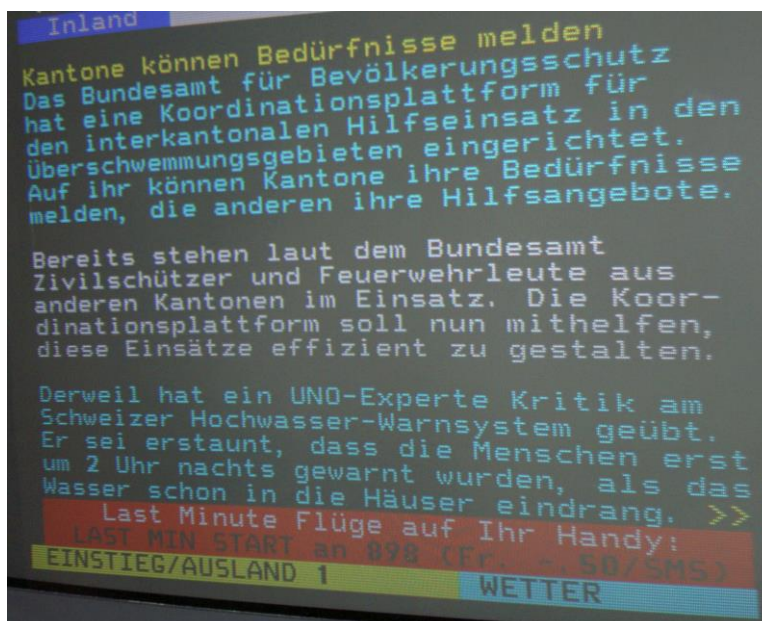 Inland
Kantone können Bedürfnisse melden
Das Bundesamt für Bevölkerungsschutz
hat eine Koordinationsplattform für
den interkantonalen Hilfseinsatz in den
Überschwemmungsgebieten eingerichtet.
Auf ihr können Kantone ihre Bedürfnisse
melden, die anderen ihre Hilfsangebote.
Bereits stehen laut dem Bundesamt
Zivilschützer und Feuerwehrleute aus
anderen Kantonen im Einsatz. Die Koor-
dinationsplattform soll nun mithelfen,
diese Einsätze effizient zu gestalten.
Derweil hat ein UNO-Experte Kritik am
Schweizer Hochwasser-Warnsystem geübt.
Er sei erstaunt, dass die Menschen erst
um 2 Uhr nachts gewarnt wurden, als das
Wasser schon in die Häuser eindrang. >>
Last Minute Flüge auf Ihr Handy:
LAST MIN START an 898 (Fr. -.50/SMS)
EINSTIEG/AUSLAND 1 WETTER